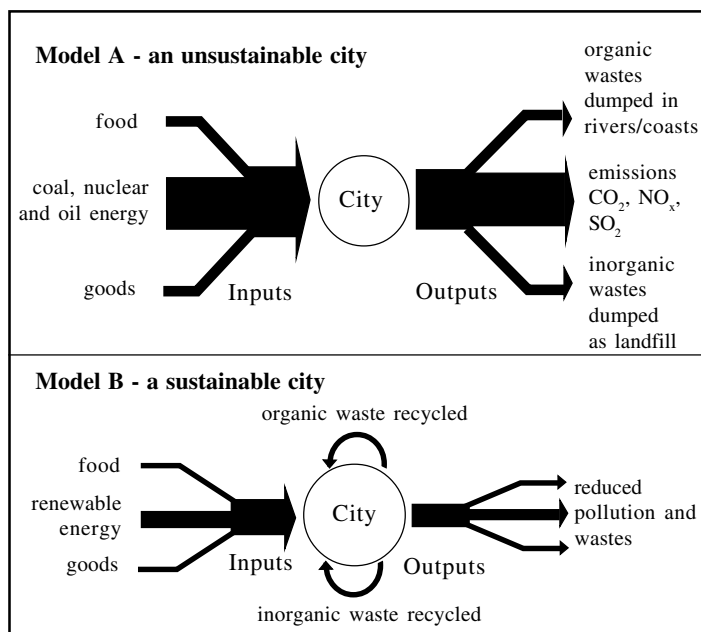 Model A - an unsustainable city
food
coal, nuclear
and oil energy
goods
Inputs
City
Outputs
organic
wastes
dumped in
rivers/coasts
emissions
CO₂, NOₓ,
SO₂
inorganic
wastes
dumped
as landfill
Model B - a sustainable city
organic waste recycled
food
renewable
energy
goods
Inputs
City
Outputs
reduced
pollution and
wastes
inorganic waste recycled